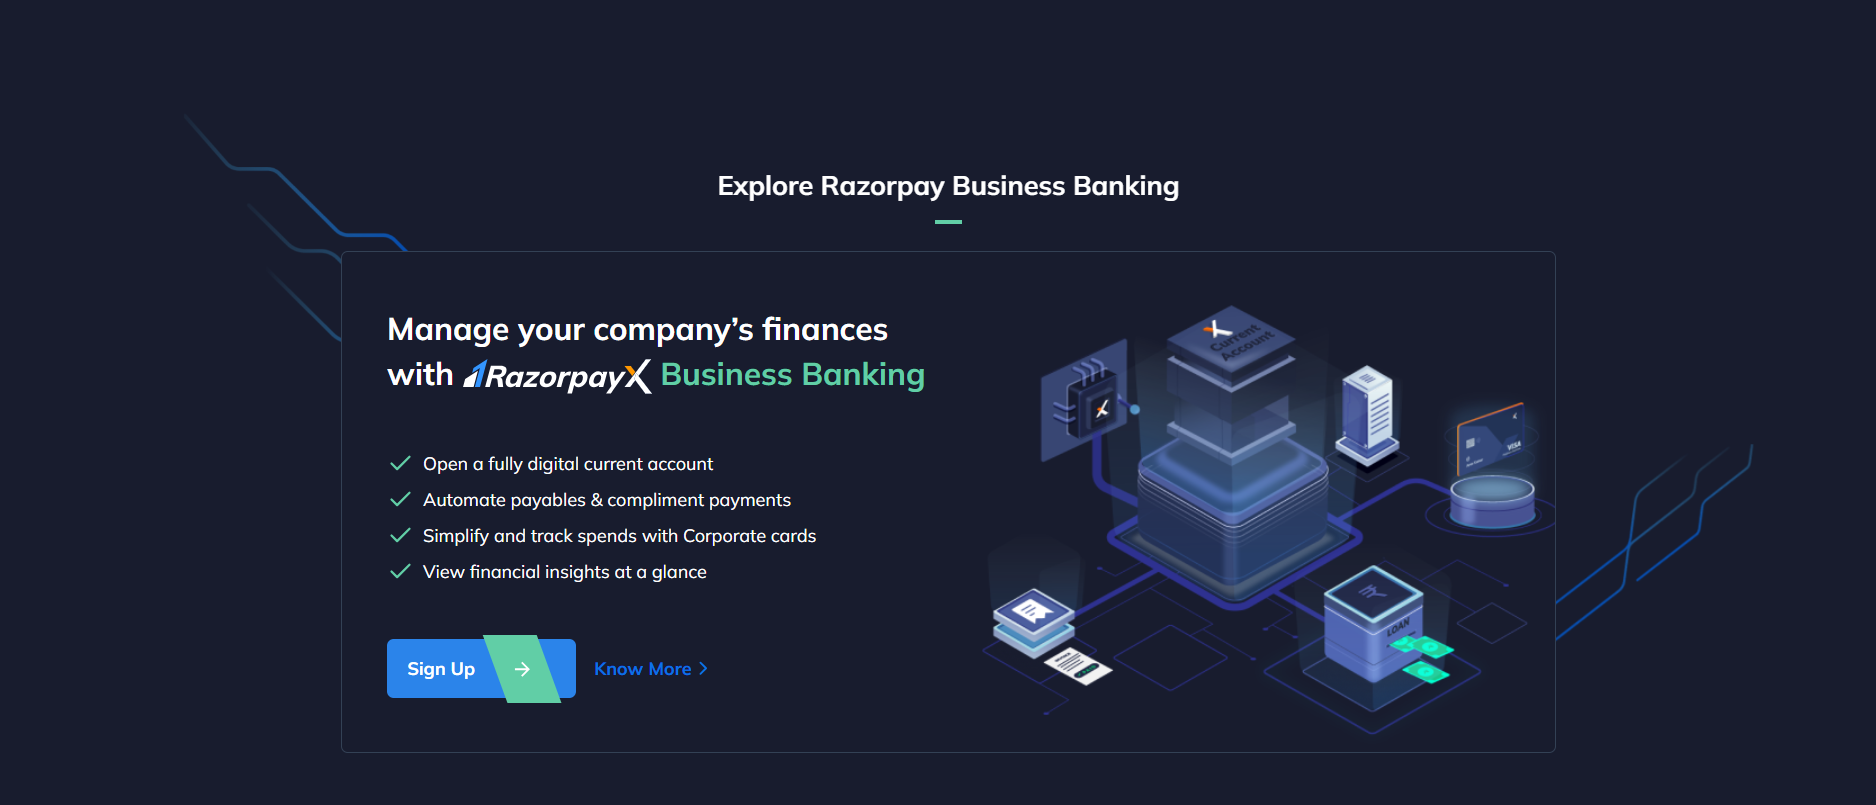 Explore Razorpay Business Banking
Manage your company’s finances
with RazorpayX Business Banking
Open a fully digital current account
Automate payables & compliment payments
Simplify and track spends with Corporate cards
View financial insights at a glance
Sign Up
Know More
Current
Account
VISA
LOAN